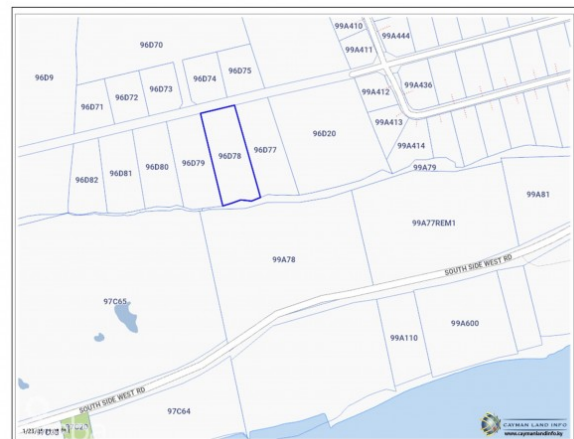 99A410
99A444
96D70
99A411
96D9
96D74
96D75
96D73
96D72
99A436
96D71
99A412
99A413
96D20
96D77
96D78
99A414
96D79
96D80
99A79
96D81
96D82
99A81
99A77REM1
99A78
SOUTH SIDE WEST RD
97C65
99A600
99A110
SOUTH SIDE WEST RD
97C64
CAYMAN LAND INFO
www.caymanlandinfo.ky